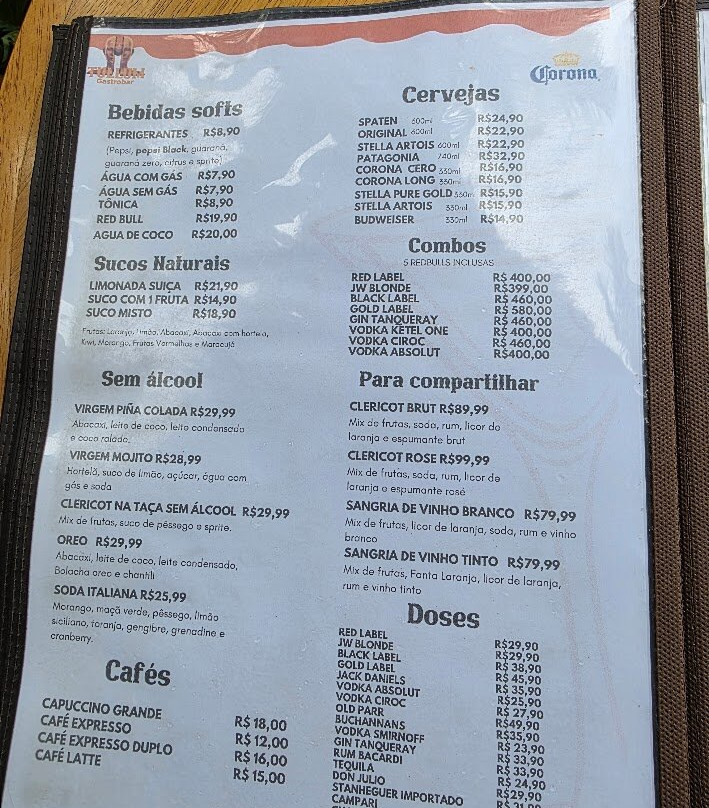 Gastrobar
Corona
Bebidas softs
REFRIGERANTES R$8,90
(Pepsi, pepsi Black, guaraná,
guaraná zero, citrus e sprite)
ÁGUA COM GÁS R$7,90
ÁGUA SEM GÁS R$7,90
TÔNICA R$8,90
RED BULL R$19,90
AGUA DE COCO R$20,00
Sucos Naturais
LIMONADA SUIÇA R$21,90
SUCO COM 1 FRUTA R$14,90
SUCO MISTO R$18,90
Frutas: Laranja, limão, Abacaxi, Abacaxi com hortelã,
Kiwi, Morango, Frutas Vermelhas e Maracujá
Sem álcool
VIRGEM PIÑA COLADA R$29,99
Abacaxi, leite de coco, leite condensado
e coco ralado.
VIRGEM MOJITO R$28,99
Hortelã, suco de limão, açúcar, água com
gás e soda
CLERICOT NA TAÇA SEM ÁLCOOL R$29,99
Mix de frutas, suco de pêssego e sprite.
OREO R$29,99
Abacaxi, leite de coco, leite condensado,
Bolacha oreo e chantili
SODA ITALIANA R$25,99
Morango, maçã verde, pêssego, limão
siciliano, toranja, gengibre, grenadine e
cranberry.
Cafés
CAPUCCINO GRANDE R$ 18,00
CAFÉ EXPRESSO R$ 12,00
CAFÉ EXPRESSO DUPLO R$ 16,00
CAFÉ LATTE R$ 15,00
Cervejas
SPATEN 600ml R$24,90
ORIGINAL 600ml R$22,90
STELLA ARTOIS 600ml R$22,90
PATAGONIA 740ml R$32,90
CORONA CERO 330ml R$16,90
CORONA LONG 330ml R$16,90
STELLA PURE GOLD 330ml R$15,90
STELLA ARTOIS 330ml R$15,90
BUDWEISER 330ml R$14,90
Combos
5 REDBULLS INCLUSAS
RED LABEL R$ 400,00
JW BLONDE R$399,00
BLACK LABEL R$ 460,00
GOLD LABEL R$ 580,00
GIN TANQUERAY R$ 460,00
VODKA KETEL ONE R$ 400,00
VODKA CIROC R$ 460,00
VODKA ABSOLUT R$400,00
Para compartilhar
CLERICOT BRUT R$89,99
Mix de frutas, soda, rum, licor de
laranja e espumante brut
CLERICOT ROSE R$99,99
Mix de frutas, soda, rum, licor de
laranja e espumante rosé
SANGRIA DE VINHO BRANCO R$79,99
Mix de frutas, licor de laranja, soda, rum e vinho
branco
SANGRIA DE VINHO TINTO R$79,99
Mix de frutas, Fanta Laranja, licor de laranja,
rum e vinho tinto
Doses
RED LABEL R$29,90
JW BLONDE R$29,90
BLACK LABEL R$ 38,90
GOLD LABEL R$ 45,90
JACK DANIELS R$ 35,90
VODKA ABSOLUT R$25,90
VODKA CIROC R$ 27,90
OLD PARR R$49,90
BUCHANNANS R$35,90
VODKA SMIRNOFF R$ 23,90
GIN TANQUERAY R$ 33,90
RUM BACARDI R$ 33,90
TEQUILA R$ 24,90
DON JULIO R$29,90
STANHEGUER IMPORTADO
CAMPARI